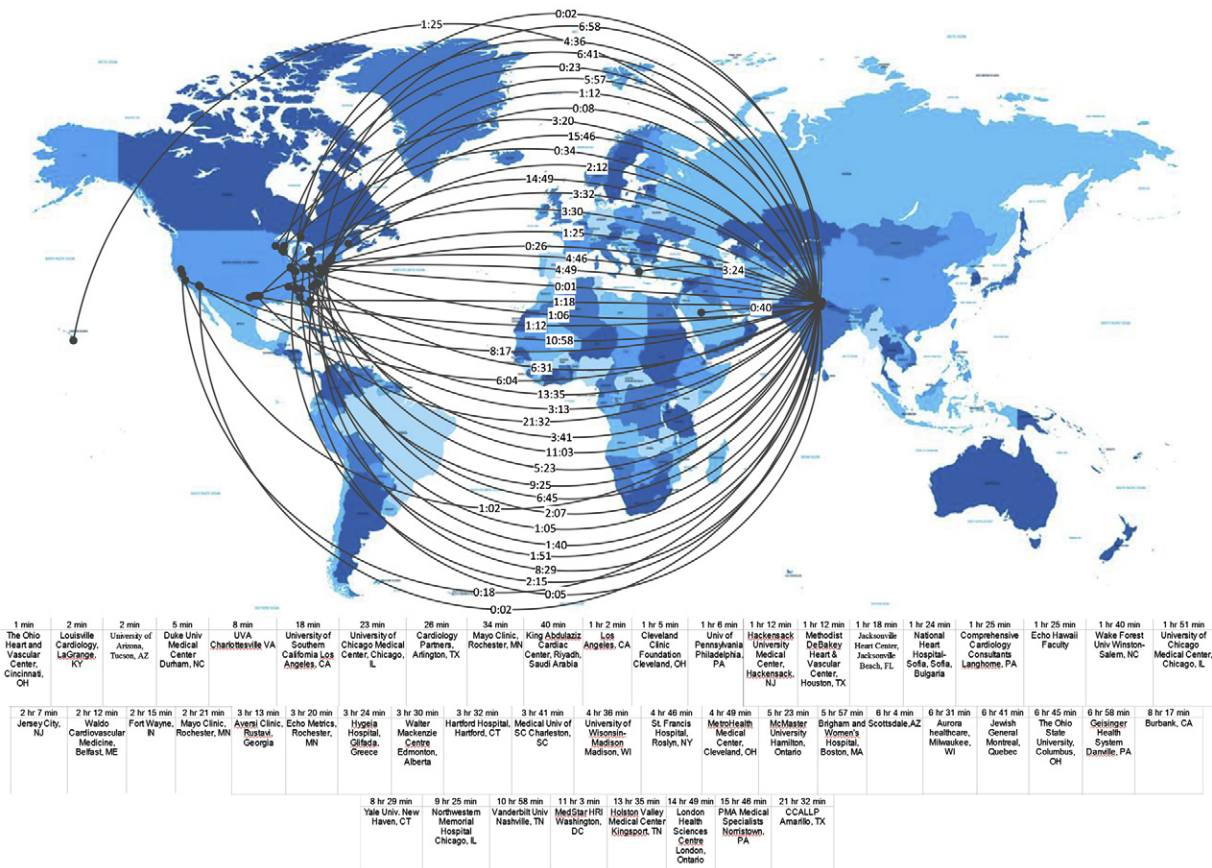 0:02
1:25
6:58
4:36
6:41
0:23
5:57
1:12
0:08
3:20
15:46
0:34
2:12
14:49
3:32
3:30
1:25
0:26
4:46
4:49
3:24
0:01
1:18
0:40
1:06
1:12
10:58
8:17
6:31
6:04
13:35
3:13
21:32
3:41
11:03
5:23
9:25
6:45
1:02
2:07
1:05
1:40
1:51
8:29
2:15
0:18
0:05
0:02
1 min
The Ohio
Heart and
Vascular
Center,
Cincinnati,
OH
2 min
Louisville
Cardiology,
LaGrange,
KY
2 min
University of
Arizona,
Tucson, AZ
5 min
Duke Univ
Medical
Center
Durham, NC
8 min
UVA
Charlottesville VA
18 min
University of
Southern
California Los
Angeles, CA
23 min
University of
Chicago Medical
Center, Chicago,
IL
26 min
Cardiology
Partners,
Arlington, TX
34 min
Mayo Clinic,
Rochester, MN
40 min
King Abdulaziz
Cardiac
Center, Riyadh,
Saudi Arabia
1 hr 2 min
Los
Angeles, CA
1 hr 5 min
Cleveland
Clinic
Foundation
Cleveland, OH
1 hr 6 min
Univ of
Pennsylvania
Philadelphia,
PA
1 hr 12 min
Hackensack
University
Medical
Center,
Hackensack,
NJ
1 hr 12 min
Methodist
DeBakey
Heart &
Vascular
Center,
Houston, TX
1 hr 18 min
Jacksonville
Heart Center,
Jacksonville
Beach, FL
1 hr 24 min
National
Heart
Hospital-
Sofia, Sofia,
Bulgaria
1 hr 25 min
Comprehensive
Cardiology
Consultants
Langhome, PA
1 hr 25 min
Echo Hawaii
Faculty
1 hr 40 min
Wake Forest
Univ Winston-
Salem, NC
1 hr 51 min
University of
Chicago Medical
Center, Chicago,
IL
2 hr 7 min
Jersey City,
NJ
2 hr 12 min
Waldo
Cardiovascular
Medicine,
Belfast, ME
2 hr 15 min
Fort Wayne,
IN
2 hr 21 min
Mayo Clinic,
Rochester, MN
3 hr 13 min
Aversi Clinic,
Rustavi,
Georgia
3 hr 20 min
Echo Metrics,
Rochester,
MN
3 hr 24 min
Hygeia
Hospital,
Glifada,
Greece
3 hr 30 min
Walter
Mackenzie
Centre
Edmonton,
Alberta
3 hr 32 min
Hartford Hospital,
Hartford, CT
3 hr 41 min
Medical Univ of
SC Charleston,
SC
4 hr 36 min
University of
Wisonsin-
Madison
Madison, WI
4 hr 46 min
St. Francis
Hospital,
Roslyn, NY
4 hr 49 min
MetroHealth
Medical
Center,
Cleveland, OH
5 hr 23 min
McMaster
University
Hamilton,
Ontario
5 hr 57 min
Brigham and
Women's
Hospital,
Boston, MA
6 hr 4 min
Scottsdale,AZ
6 hr 31 min
Aurora
healthcare,
Milwaukee,
WI
6 hr 41 min
Jewish
General
Montreal,
Quebec
6 hr 45 min
The Ohio
State
University,
Columbus,
OH
6 hr 58 min
Geisinger
Health
System
Danville, PA
8 hr 17 min
Burbank, CA
8 hr 29 min
Yale Univ. New
Haven, CT
9 hr 25 min
Northwestern
Memorial
Hospital
Chicago, IL
10 hr 58 min
Vanderbilt Univ
Nashville, TN
11 hr 3 min
MedStar HRI
Washington,
DC
13 hr 35 min
Holston Valley
Medical Center
Kingsport, TN
14 hr 49 min
London
Health
Sciences
Centre
London,
Ontario
15 hr 46 min
PMA Medical
Specialists
Norristown,
PA
21 hr 32 min
CCALLP
Amarillo, TX